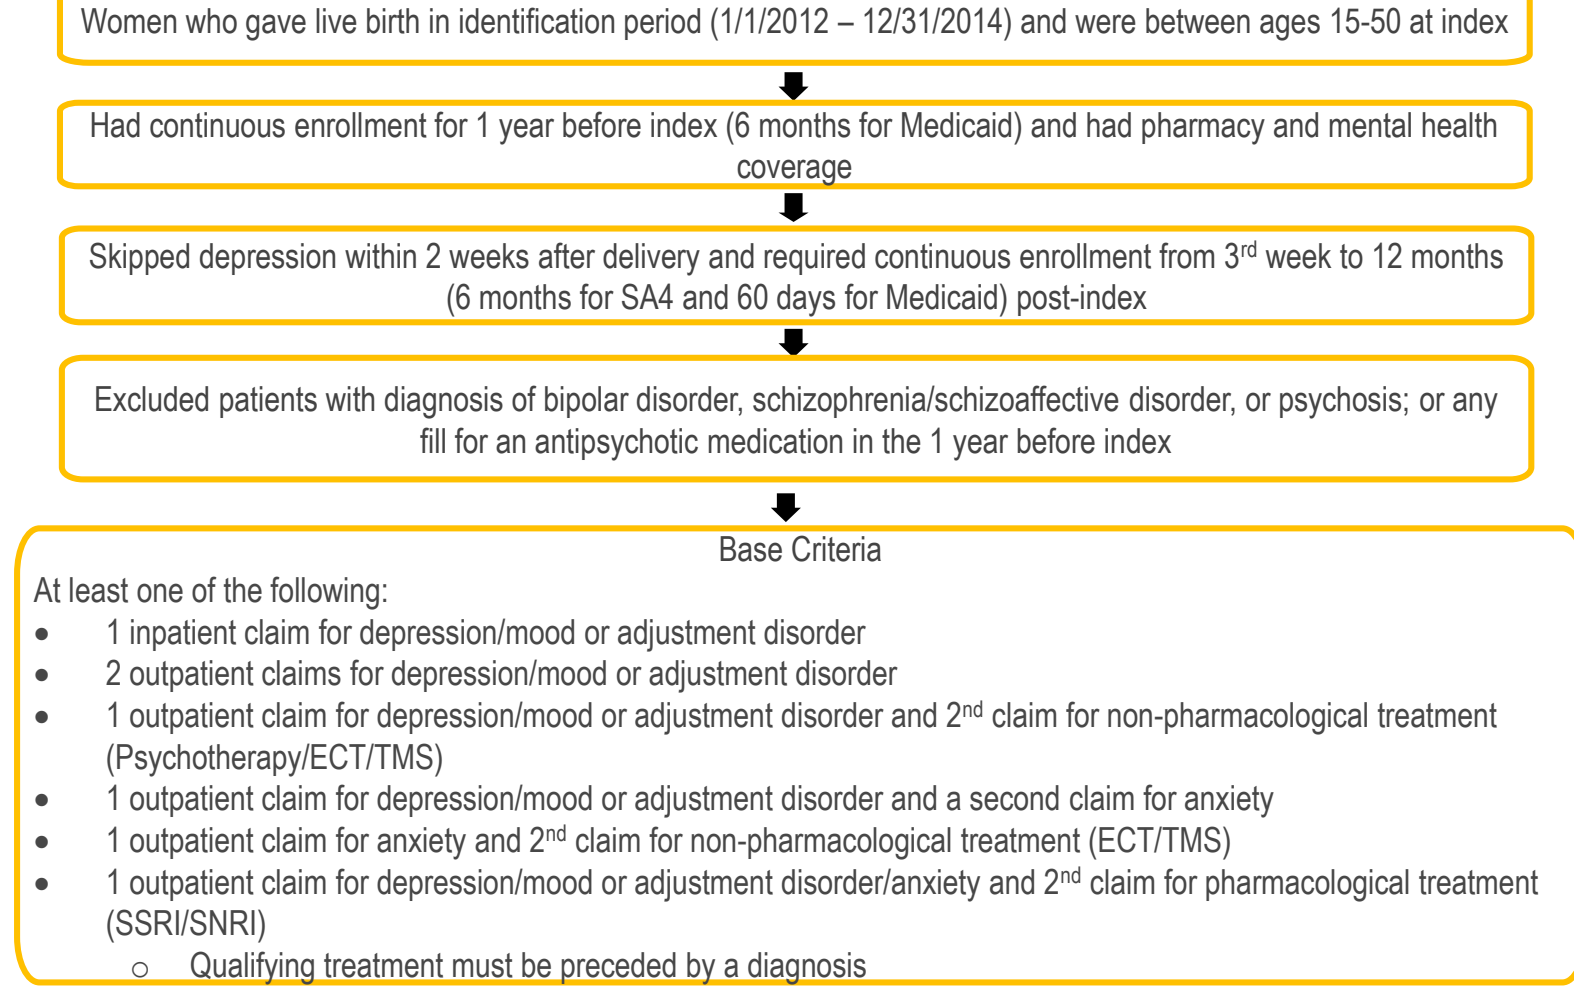 Women who gave live birth in identification period (1/1/2012 – 12/31/2014) and were between ages 15-50 at index
Had continuous enrollment for 1 year before index (6 months for Medicaid) and had pharmacy and mental health
coverage
Skipped depression within 2 weeks after delivery and required continuous enrollment from 3rd week to 12 months
(6 months for SA4 and 60 days for Medicaid) post-index
Excluded patients with diagnosis of bipolar disorder, schizophrenia/schizoaffective disorder, or psychosis; or any
fill for an antipsychotic medication in the 1 year before index
Base Criteria
At least one of the following:
• 1 inpatient claim for depression/mood or adjustment disorder
• 2 outpatient claims for depression/mood or adjustment disorder
• 1 outpatient claim for depression/mood or adjustment disorder and 2nd claim for non-pharmacological treatment
(Psychotherapy/ECT/TMS)
• 1 outpatient claim for depression/mood or adjustment disorder and a second claim for anxiety
• 1 outpatient claim for anxiety and 2nd claim for non-pharmacological treatment (ECT/TMS)
• 1 outpatient claim for depression/mood or adjustment disorder/anxiety and 2nd claim for pharmacological treatment
(SSRI/SNRI)
○ Qualifying treatment must be preceded by a diagnosis